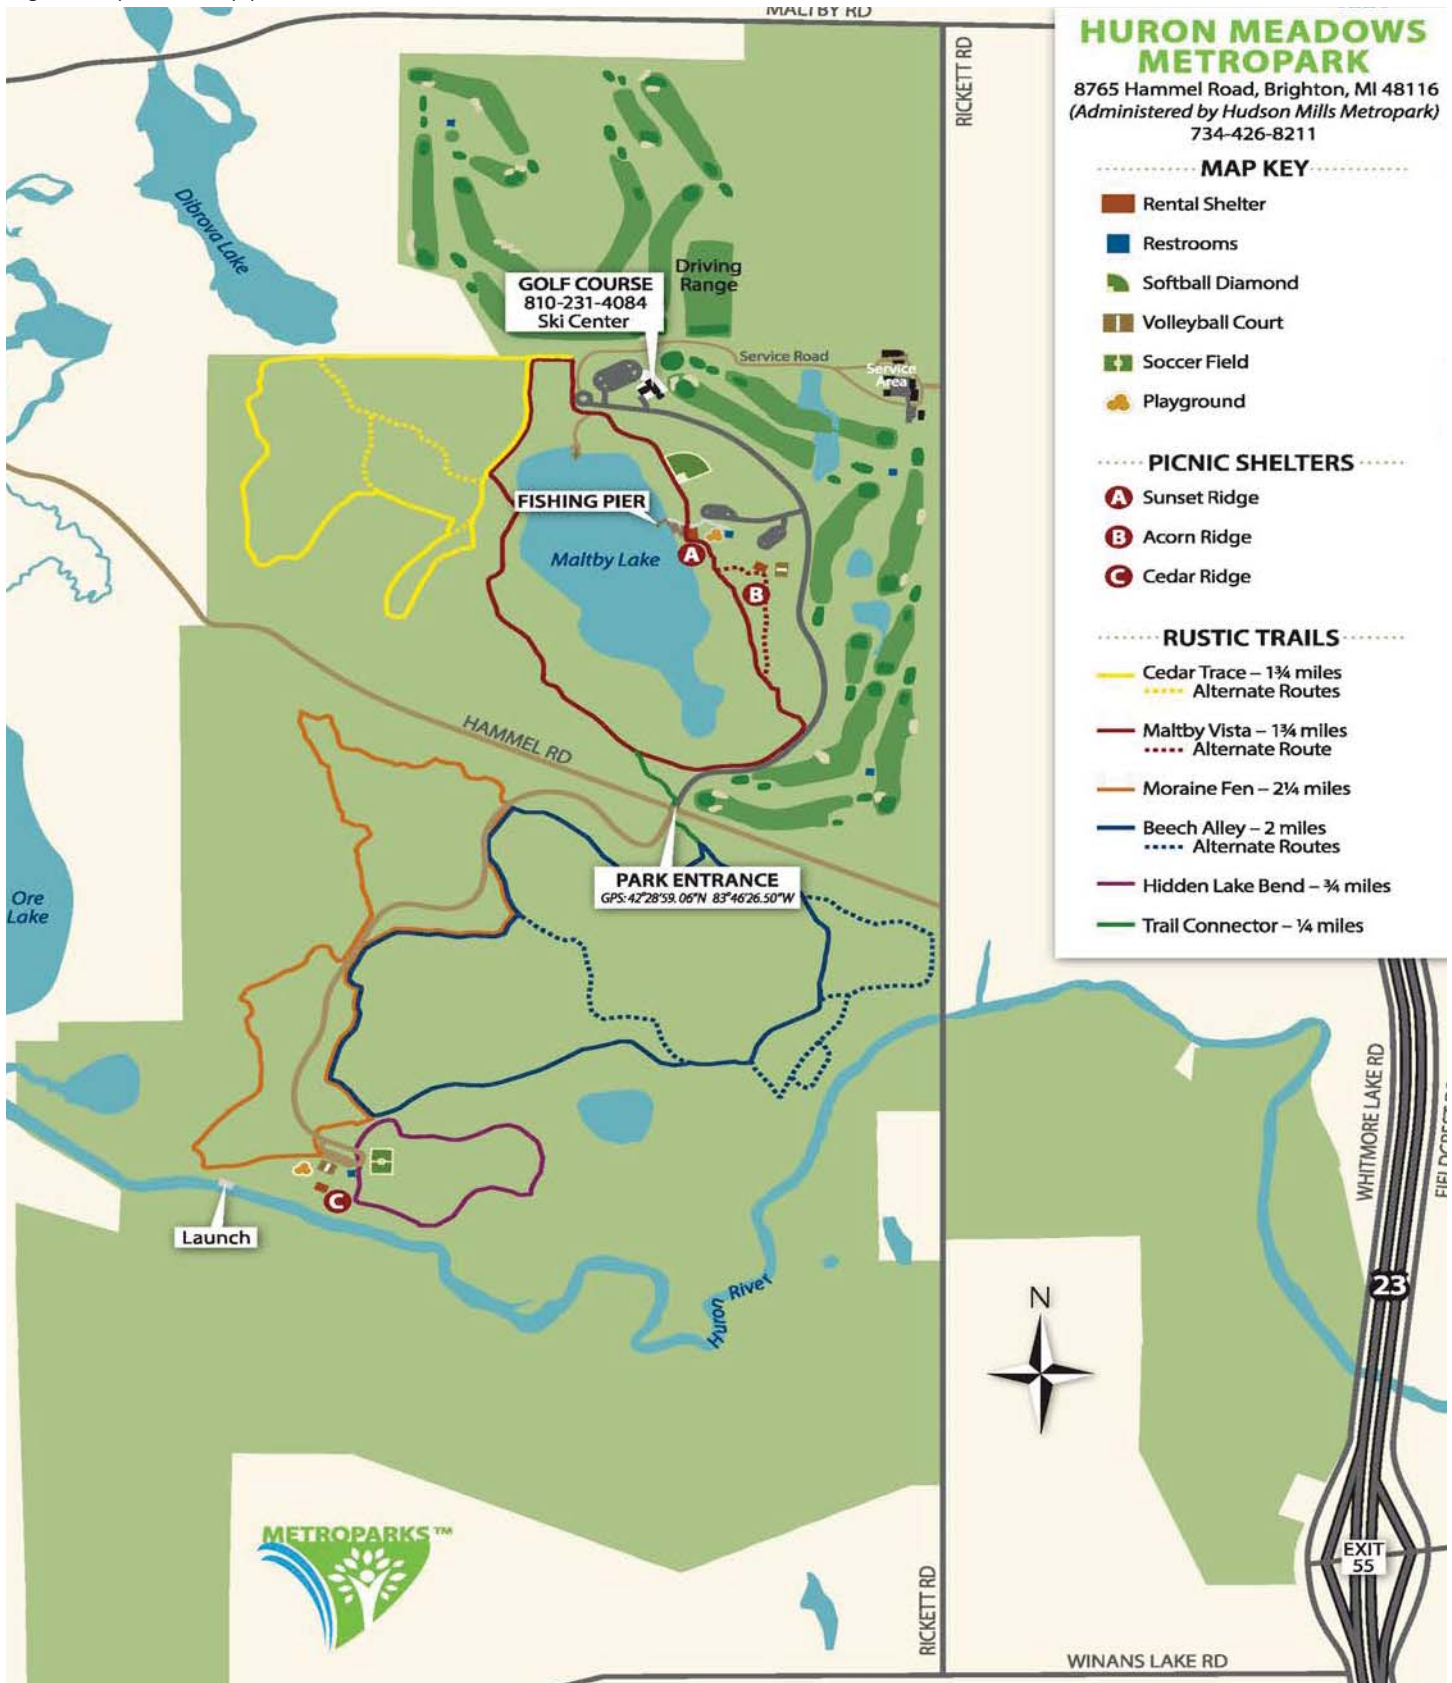 MALTBY RD
RICKETT RD
HURON MEADOWS
METROPARK
8765 Hammel Road, Brighton, MI 48116
(Administered by Hudson Mills Metropark)
734-426-8211
MAP KEY
Rental Shelter
Restrooms
Softball Diamond
Volleyball Court
Soccer Field
Playground
PICNIC SHELTERS
A Sunset Ridge
B Acorn Ridge
C Cedar Ridge
RUSTIC TRAILS
Cedar Trace – 1¾ miles
Alternate Routes
Maltby Vista – 1¾ miles
Alternate Route
Moraine Fen – 2¼ miles
Beech Alley – 2 miles
Alternate Routes
Hidden Lake Bend – ¾ miles
Trail Connector – ¼ miles
Dibrova Lake
Driving
Range
GOLF COURSE
810-231-4084
Ski Center
Service Road
Service
Area
FISHING PIER
Maltby Lake
A
B
HAMMEL RD
PARK ENTRANCE
GPS: 42°28'59.06"N 83°46'26.50"W
Ore
Lake
C
Launch
Huron River
WHITMORE LAKE RD
23
N
METROPARKS™
EXIT
55
RICKETT RD
WINANS LAKE RD